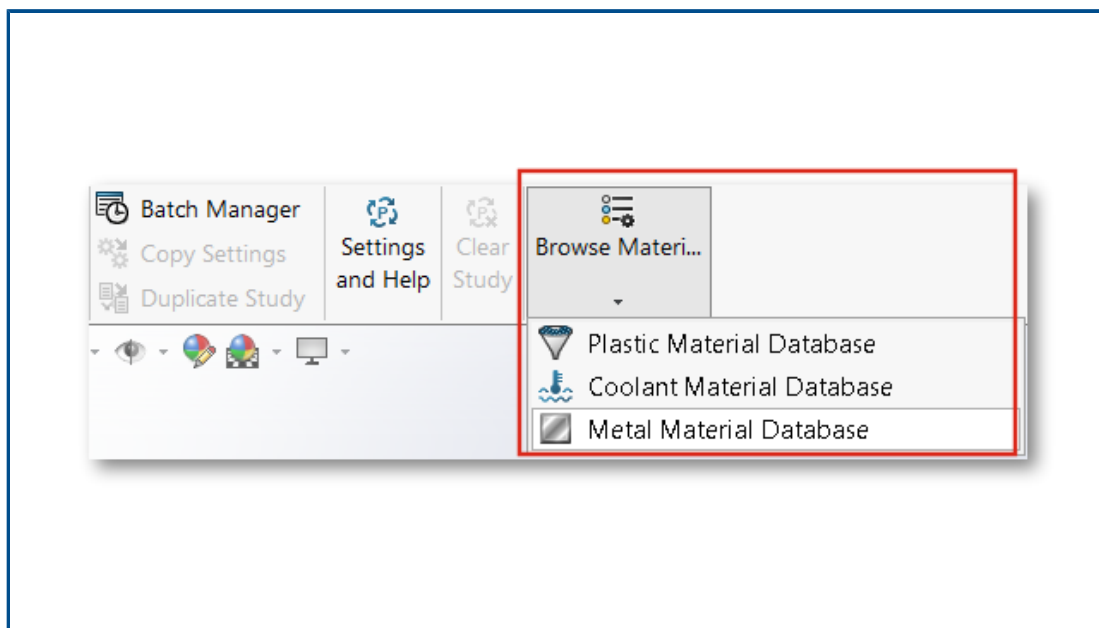 Batch Manager
Copy Settings
Duplicate Study
Settings
and Help
Clear
Study
Browse Materi...
Plastic Material Database
Coolant Material Database
Metal Material Database